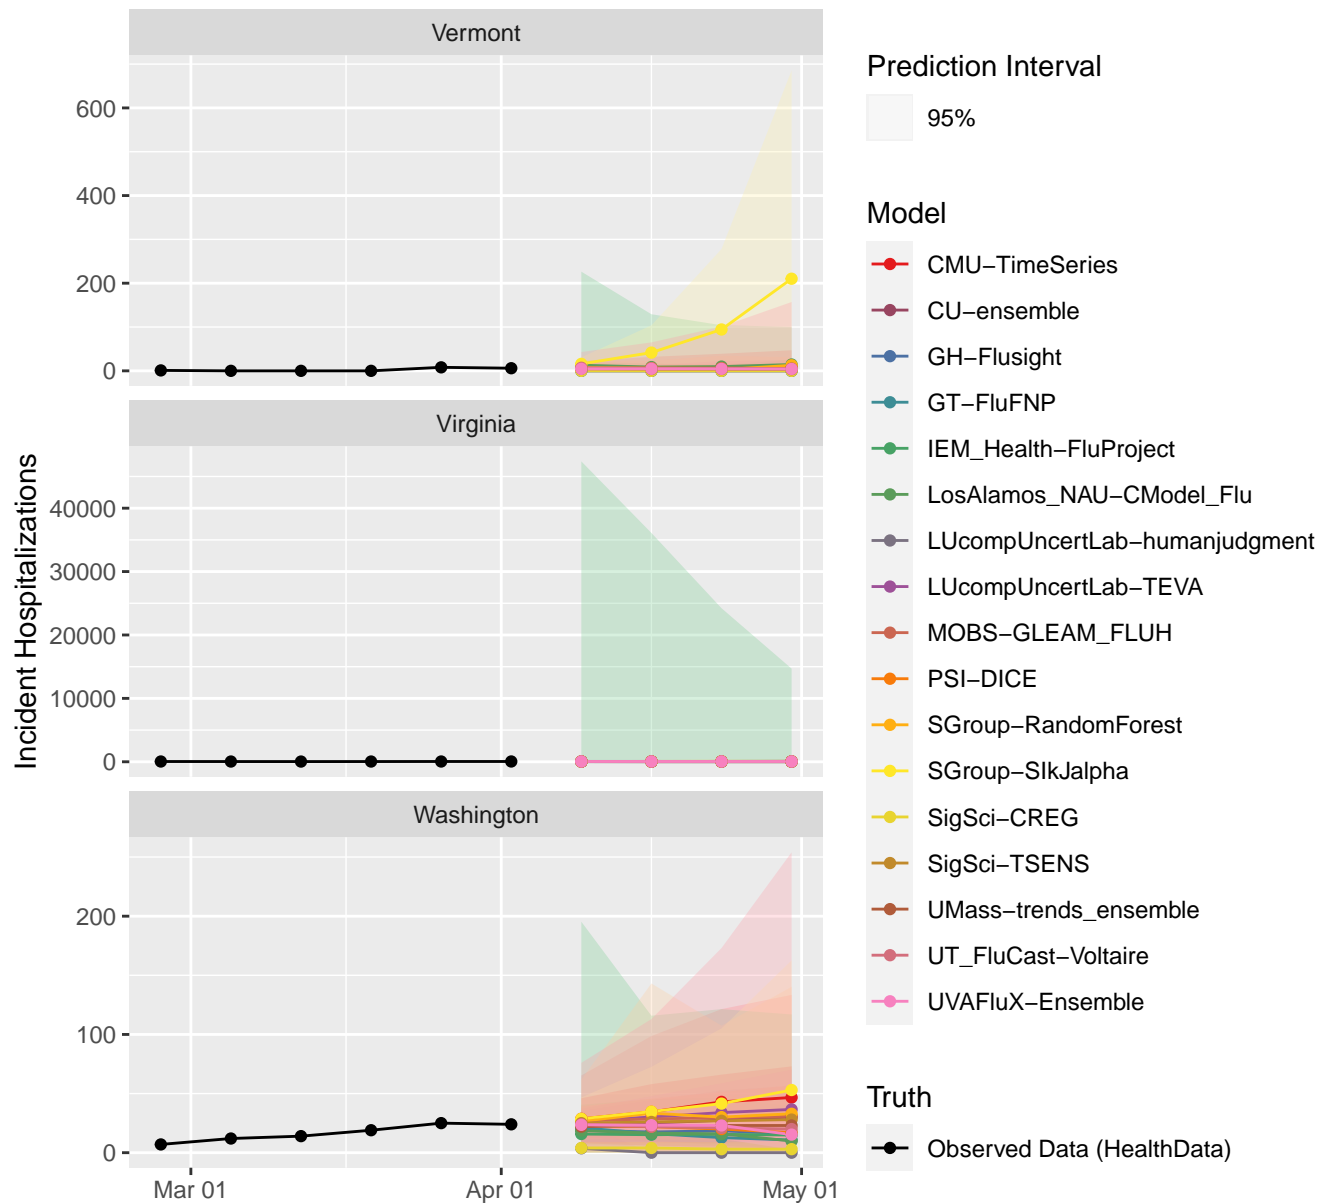 Vermont
600
400
200
0
Virginia
40000
30000
20000
10000
0
Washington
200
100
0
Mar 01
Apr 01
May 01
Incident Hospitalizations
Prediction Interval
95%
Model
CMU−TimeSeries
CU−ensemble
GH−Flusight
GT−FluFNP
IEM_Health−FluProject
LosAlamos_NAU−CModel_Flu
LUcompUncertLab−humanjudgment
LUcompUncertLab−TEVA
MOBS−GLEAM_FLUH
PSI−DICE
SGroup−RandomForest
SGroup−SIkJalpha
SigSci−CREG
SigSci−TSENS
UMass−trends_ensemble
UT_FluCast−Voltaire
UVAFluX−Ensemble
Truth
Observed Data (HealthData)